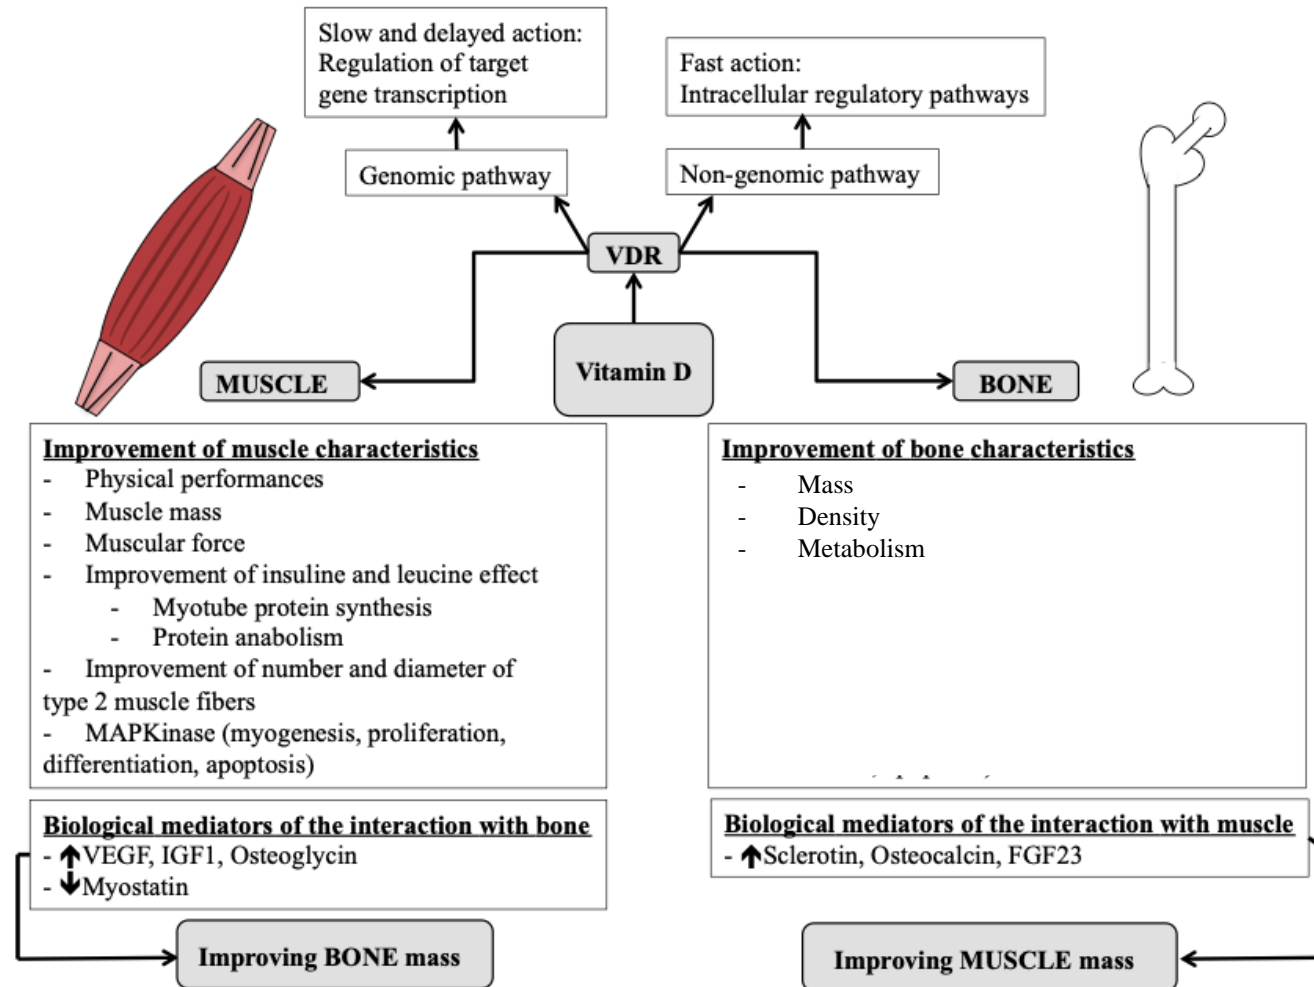 Slow and delayed action:
Regulation of target
gene transcription
Fast action:
Intracellular regulatory pathways
Genomic pathway
Non-genomic pathway
VDR
Vitamin D
MUSCLE
BONE
Improvement of muscle characteristics
- Physical performances
- Muscle mass
- Muscular force
- Improvement of insuline and leucine effect
- Myotube protein synthesis
- Protein anabolism
- Improvement of number and diameter of
type 2 muscle fibers
- MAPKinase (myogenesis, proliferation,
differentiation, apoptosis)
Improvement of bone characteristics
- Mass
- Density
- Metabolism
Biological mediators of the interaction with bone
- ↑VEGF, IGF1, Osteoglycin
- ↓Myostatin
Biological mediators of the interaction with muscle
- ↑Sclerotin, Osteocalcin, FGF23
Improving BONE mass
Improving MUSCLE mass